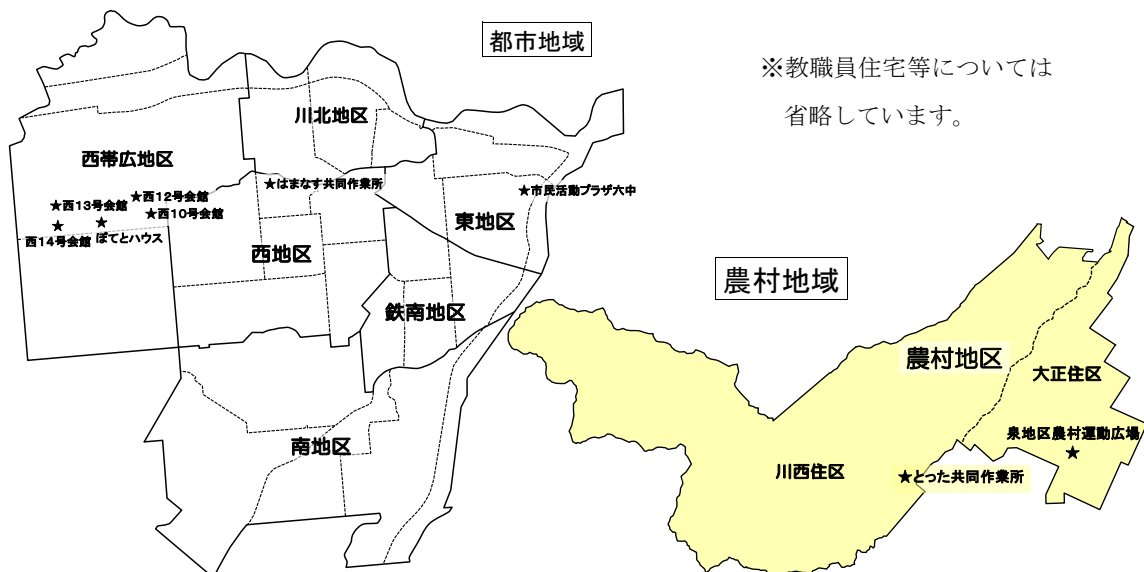 都市地域
※教職員住宅等については
省略しています。
川北地区
西帯広地区
★はまなす共同作業所
★市民活動プラザ六中
★西12号会館
★西13号会館
★西10号会館
東地区
★
★
西14号会館
ぽてとハウス
西地区
農村地域
鉄南地区
農村地区
大正住区
泉地区農村運動広場
★
南地区
川西住区
★とった共同作業所